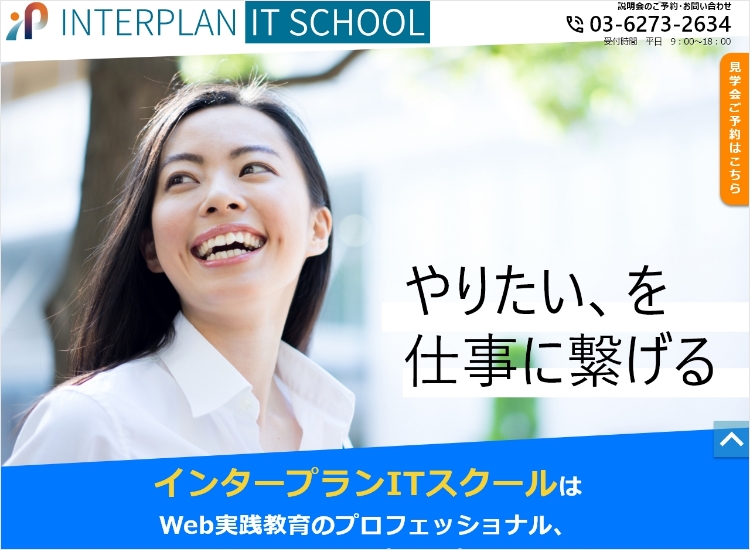 iP INTERPLAN IT SCHOOL
説明会のご予約・お問い合わせ
03-6273-2634
受付時間 平日 9：00～18：00
見学会ご予約はこちら
やりたい、を
仕事に繋げる
インタープランITスクールは
Web実践教育のプロフェッショナル、